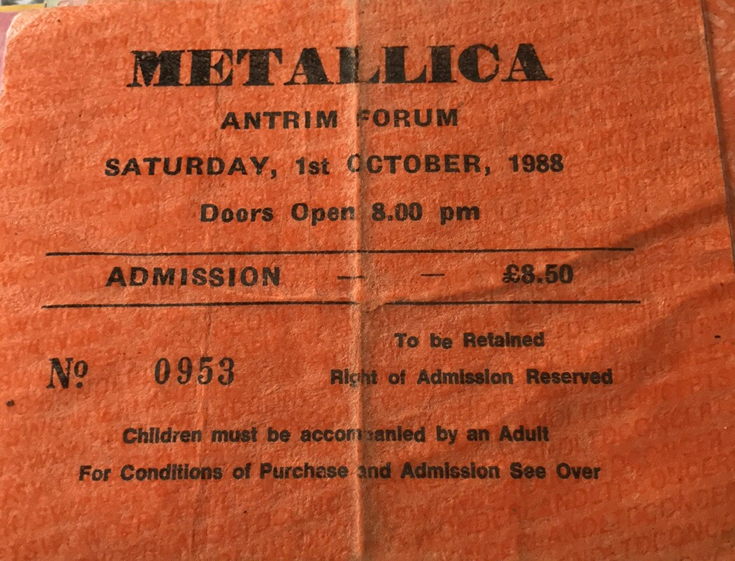 METALLICA
ANTRIM FORUM
SATURDAY, 1st OCTOBER, 1988
Doors Open 8.00 pm
ADMISSION — — £8.50
To be Retained
Nº 0953 Right of Admission Reserved
Children must be accompanied by an Adult
For Conditions of Purchase and Admission See Over